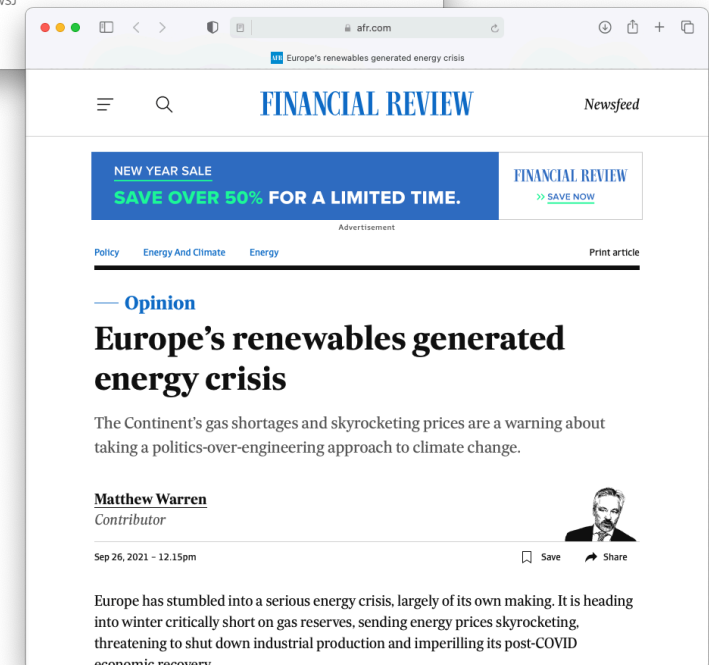 WSJ
afr.com
AFR Europe's renewables generated energy crisis
FINANCIAL REVIEW
Newsfeed
NEW YEAR SALE
SAVE OVER 50% FOR A LIMITED TIME.
FINANCIAL REVIEW
>> SAVE NOW
Advertisement
Policy Energy And Climate Energy Print article
— Opinion
Europe's renewables generated
energy crisis
The Continent's gas shortages and skyrocketing prices are a warning about
taking a politics-over-engineering approach to climate change.
Matthew Warren
Contributor
Sep 26, 2021 – 12.15pm
Save Share
Europe has stumbled into a serious energy crisis, largely of its own making. It is heading
into winter critically short on gas reserves, sending energy prices skyrocketing,
threatening to shut down industrial production and imperilling its post-COVID
economic recovery